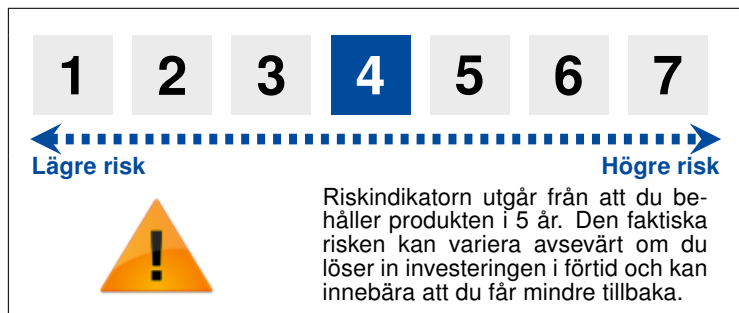 1 2 3 4 5 6 7
Lägre risk Högre risk
!
Riskindikatorn utgår från att du be-
håller produkten i 5 år. Den faktiska
risken kan variera avsevärt om du
löser in investeringen i förtid och kan
innebära att du får mindre tillbaka.